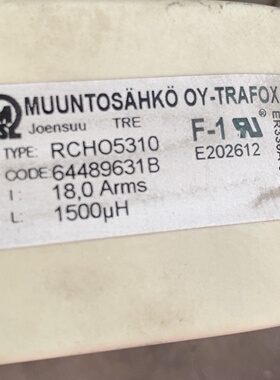 MUUNTOSÄHKÖ OY-TRAFOX
Joensuu TRE
F-1 ®
TYPE: RCHO5310
E202612
CODE: 64489631B
I: 18,0 Arms
L: 1500µH